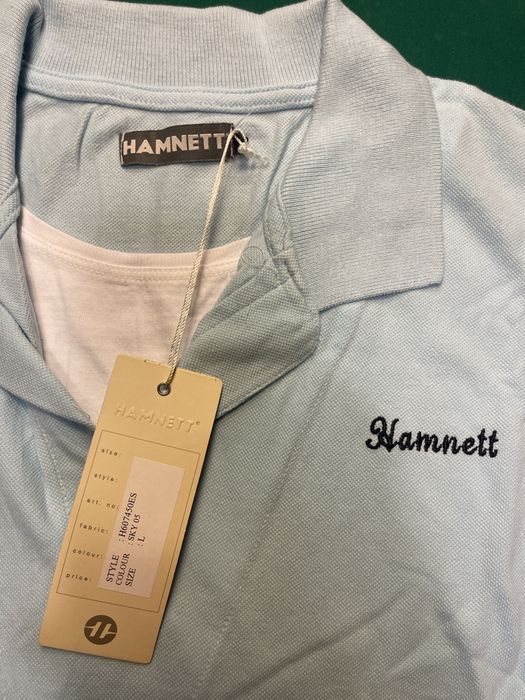 HAMNETT
Hamnett
HAMNETT®
size:
style:
art. no:
fabric:
colour:
price:
STYLE : H607450ES
COLOUR : SKY 05
SIZE : L